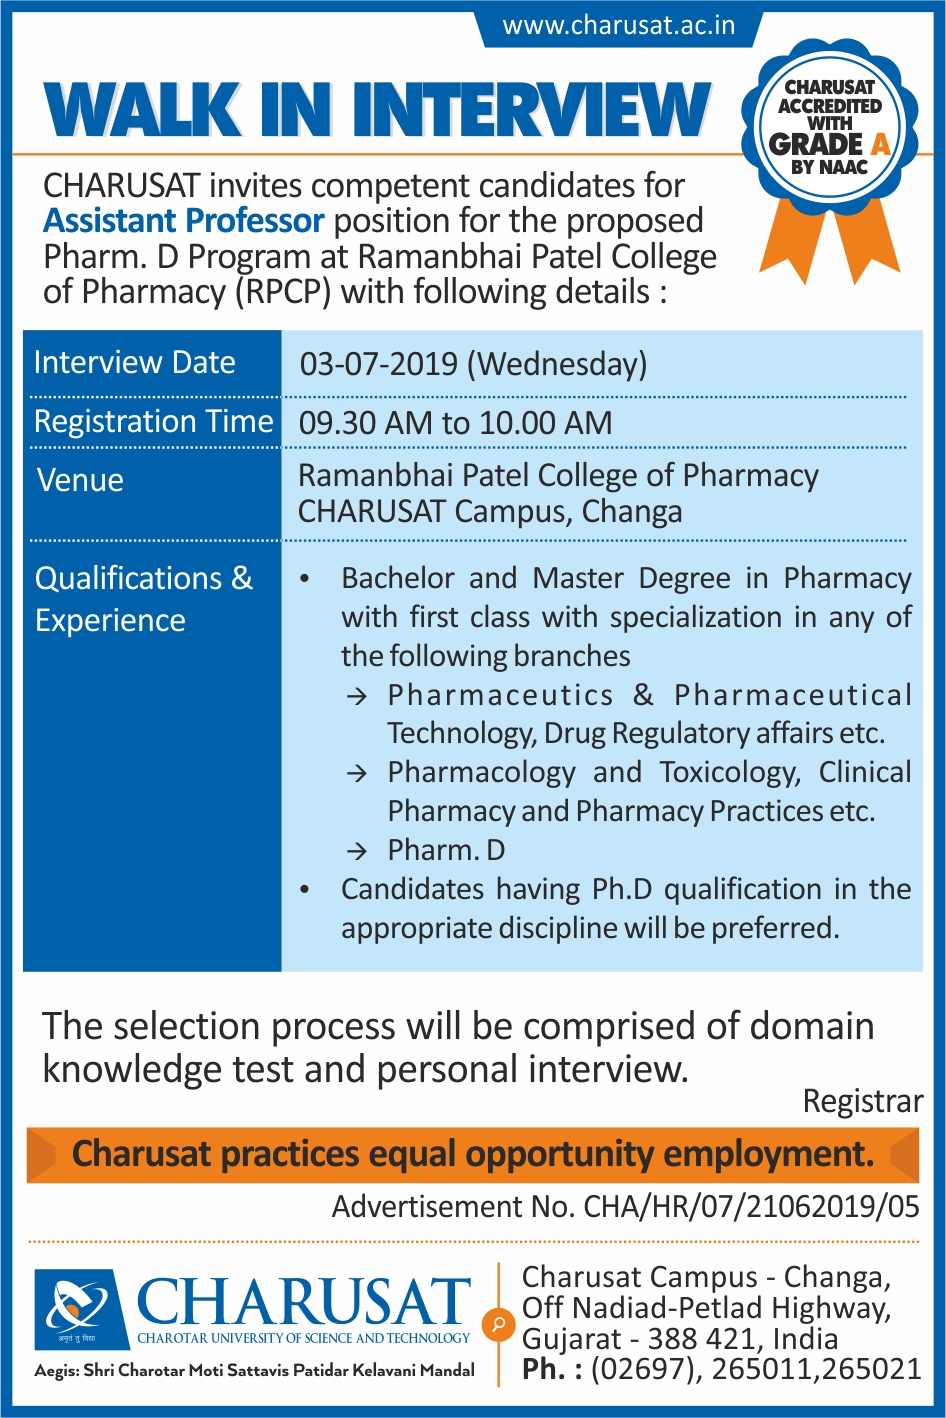 www.charusat.ac.in
WALK IN INTERVIEW
CHARUSAT
ACCREDITED
WITH
GRADE A
BY NAAC
CHARUSAT invites competent candidates for
Assistant Professor position for the proposed
Pharm. D Program at Ramanbhai Patel College
of Pharmacy (RPCP) with following details :
Interview Date
03-07-2019 (Wednesday)
Registration Time
09.30 AM to 10.00 AM
Venue
Ramanbhai Patel College of Pharmacy
CHARUSAT Campus, Changa
Qualifications &
Experience
• Bachelor and Master Degree in Pharmacy
with first class with specialization in any of
the following branches
→ Pharmaceutics & Pharmaceutical
Technology, Drug Regulatory affairs etc.
→ Pharmacology and Toxicology, Clinical
Pharmacy and Pharmacy Practices etc.
→ Pharm. D
• Candidates having Ph.D qualification in the
appropriate discipline will be preferred.
The selection process will be comprised of domain
knowledge test and personal interview.
Registrar
Charusat practices equal opportunity employment.
Advertisement No. CHA/HR/07/21062019/05
अमृतं तु विद्या
CHARUSAT
CHAROTAR UNIVERSITY OF SCIENCE AND TECHNOLOGY
Aegis: Shri Charotar Moti Sattavis Patidar Kelavani Mandal
Charusat Campus - Changa,
Off Nadiad-Petlad Highway,
Gujarat - 388 421, India
Ph. : (02697), 265011,265021